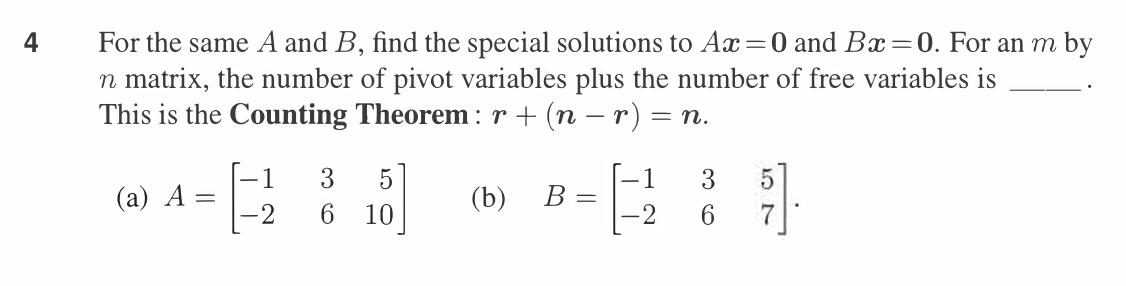 4 For the same A and B, find the special solutions to Ax=0 and Bx=0. For an m by
n matrix, the number of pivot variables plus the number of free variables is _____ .
This is the Counting Theorem : r + (n − r) = n.
(a) A = [−1 3 5
−2 6 10] (b) B = [−1 3 5
−2 6 7].